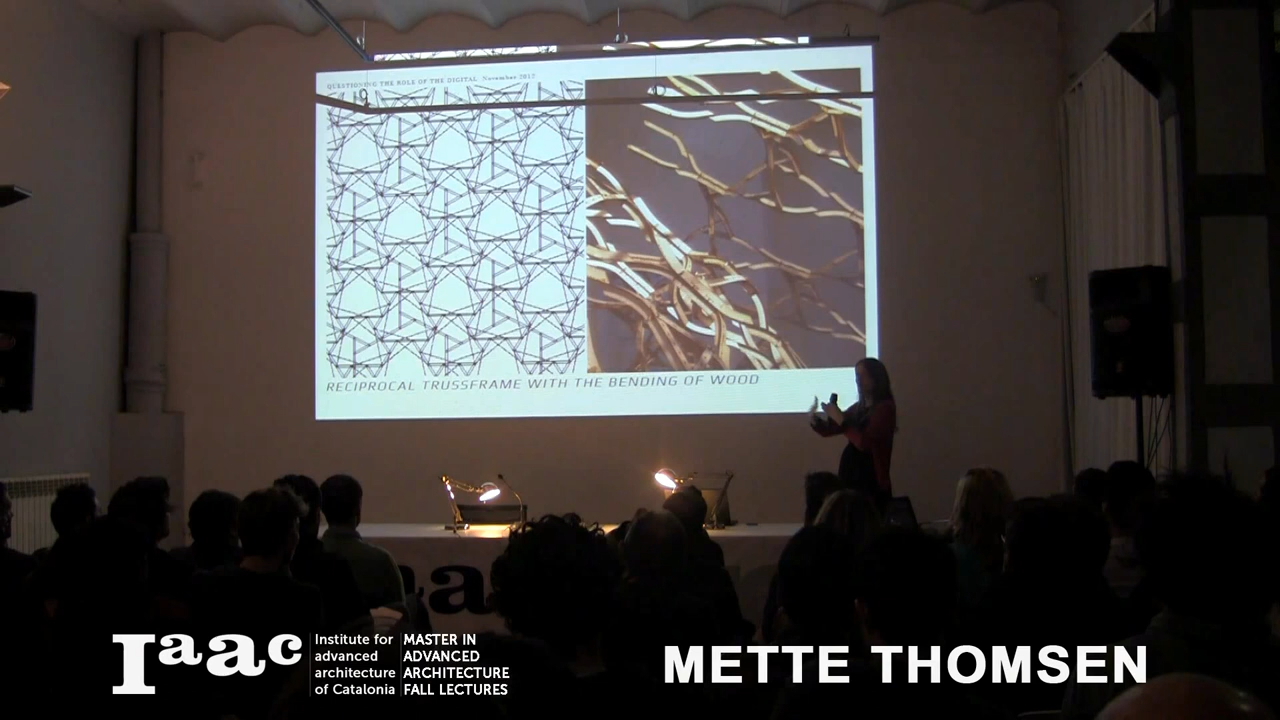 QUESTIONING THE ROLE OF THE DIGITAL November 2012
RECIPROCAL TRUSSFRAME WITH THE BENDING OF WOOD
aa
Iaac
Institute for
advanced
architecture
of Catalonia
MASTER IN
ADVANCED
ARCHITECTURE
FALL LECTURES
METTE THOMSEN